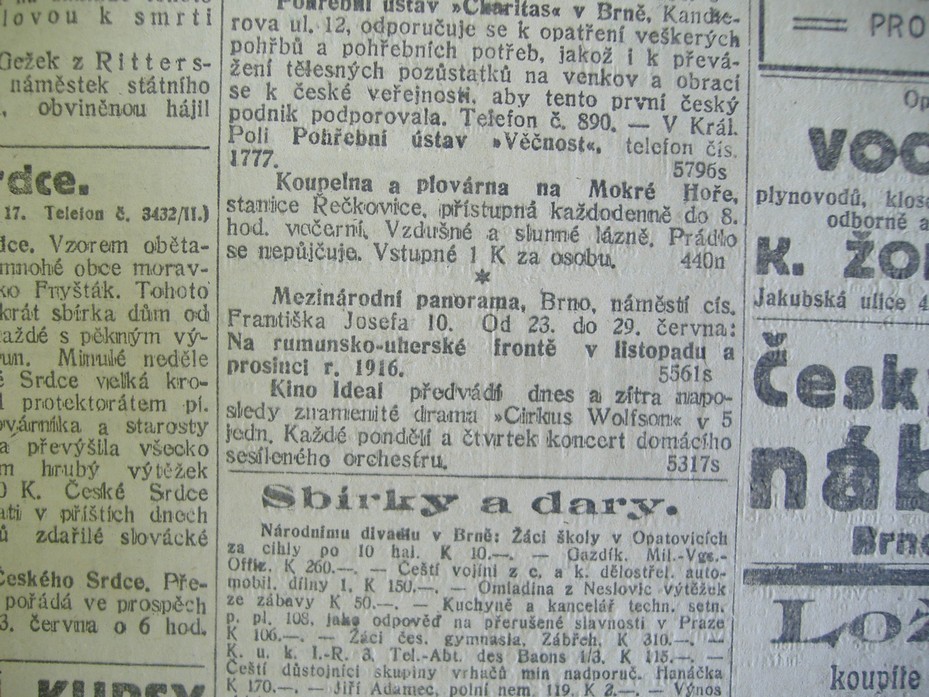 lovou k smrti
Gežek z Ritters-
náměstek státního
obviněnou hájil
rdce.
17. Telefon č. 3432/II.)
dce. Vzorem oběta-
mnohé obce morav-
ko Fryšták. Tohoto
krát sbírka dům od
každé s pěkným vý-
um. Minulé neděle
é Srdce velká kro-
l protektorátem pl.
ovárníka a starosty
a převýšila všecko
m hrubý výtěžek
0 K. České Srdce
ati v příštích dnech
ů zdařilé slovácké
Českého Srdce. Pře-
pořádá ve prospěch
3. června o 6 hod.
KURSY
Pohřební ústav »Charitas« v Brně, Kandle-
rova ul. 12, odporučuje se k opatření veškerých
pohřbů a pohřebních potřeb, jakož i k převá-
žení tělesných pozůstatků na venkov a obrací
se k české veřejnosti, aby tento první český
podnik podporovala. Telefon č. 890. — V Král.
Poli Pohřební ústav »Věčnost«, telefon čís.
1777. 5796s
Koupelna a plovárna na Mokré Hoře,
stanice Řečkovice, přístupná každodenně do 8.
hod. večerní. Vzdušné a slunné lázně. Prádlo
se nepůjčuje. Vstupné 1 K za osobu. 440n
*
Mezinárodní panorama, Brno, náměstí cís.
Františka Josefa 10. Od 23. do 29. června:
Na rumunsko-uherské frontě v listopadu a
prosinci r. 1916. 5561s
Kino Ideal předvádí dnes a zítra napo-
sledy znamenité drama »Cirkus Wolfson« v 5
jedn. Každé pondělí a čtvrtek koncert domácího
sesíleného orchestru. 5317s
Sbírky a dary.
Národnímu divadlu v Brně: Žáci školy v Opatovicích
za cihly po 10 hal. K 10.—. — Gazdík. Mil.-Vgs.-
Offiz. K 260.—. — Čeští vojíni z c. a k. dělostřel. auto-
mobil. dílny 1. K 150.—. — Omladina z Neslovic výtěžek
ze zábavy K 50.—. — Kuchyně a kancelář techn. setn.
p. pl. 108. jako odpověď na přerušené slavnosti v Praze
K 106.—. — Žáci čes. gymnasia, Zábřeh. K 310.—. —
K. u. k. I.-R. 3. Tel.-Abt. des Baons 1/3. K 115.—. —
Čeští důstojníci skupiny vrhačů min nadporuč. Hanáčka
K 170.—. — Jiří Adamec, polní nem. 119. K 2.—. — Výnos
PRO
Op
voc
plynovodů, klose
odborně a
K. Žo
Jakubská ulice 4
Česk
náb
Brno
Lož
koupíte